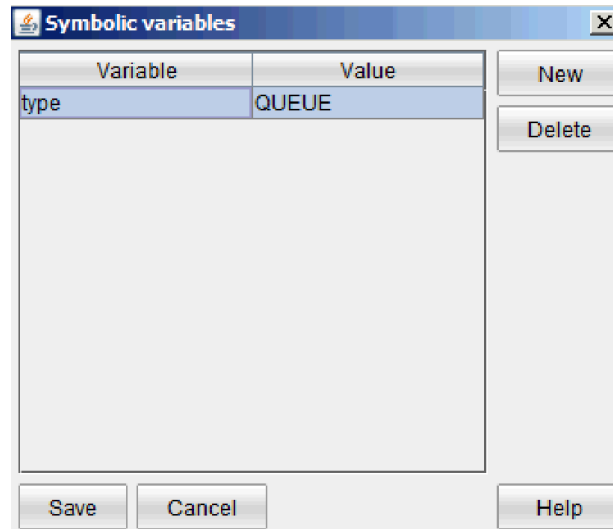 Symbolic variables
Variable Value New
type QUEUE
Delete
Save Cancel Help